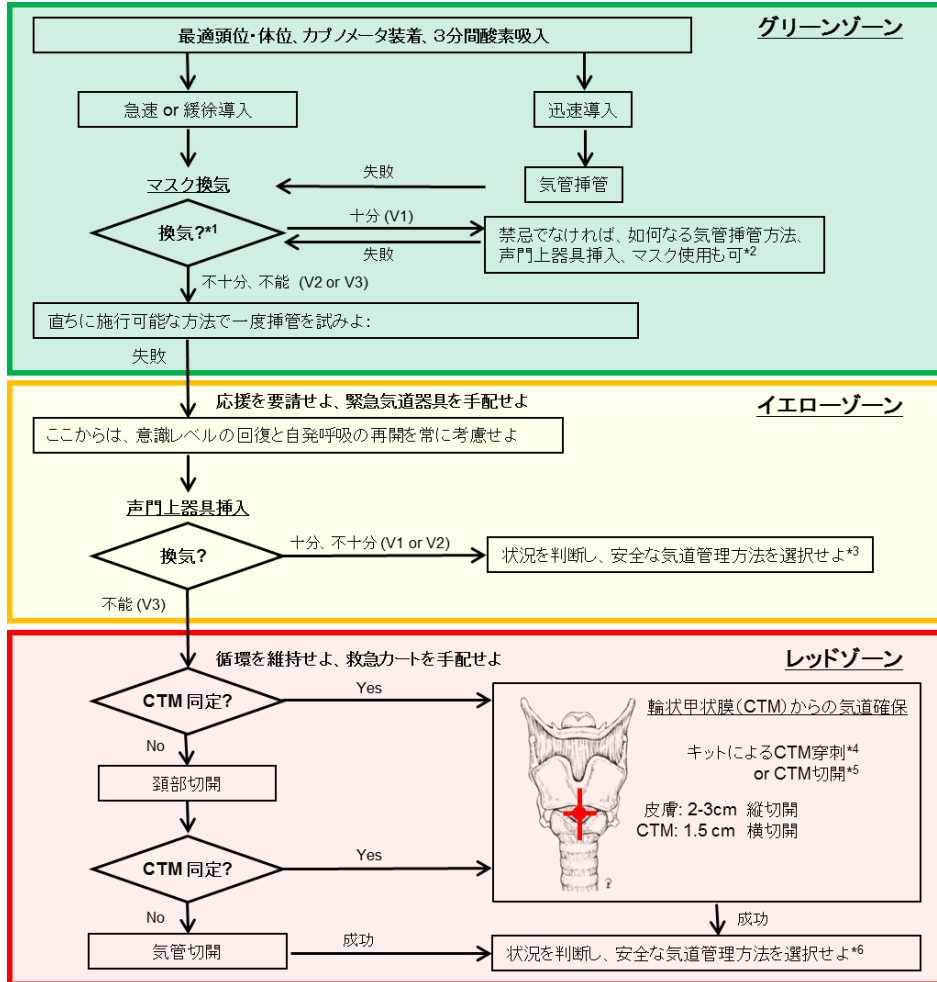 グリーンゾーン
最適頭位・体位、カプノメータ装着、3分間酸素吸入
急速 or 緩徐導入
迅速導入
失敗
気管挿管
マスク換気
換気?*1
十分 (V1)
失敗
禁忌でなければ、如何なる気管挿管方法、
声門上器具挿入、マスク使用も可*2
不十分、不能 (V2 or V3)
直ちに施行可能な方法で一度挿管を試みよ:
失敗
イエローゾーン
応援を要請せよ、緊急気道器具を手配せよ
ここからは、意識レベルの回復と自発呼吸の再開を常に考慮せよ
声門上器具挿入
換気?
十分、不十分 (V1 or V2)
状況を判断し、安全な気道管理方法を選択せよ*3
不能 (V3)
レッドゾーン
循環を維持せよ、救急カートを手配せよ
CTM 同定?
Yes
輪状甲状膜(CTM)からの気道確保
キットによるCTM穿刺*4
or CTM切開*5
皮膚: 2-3cm 縦切開
CTM: 1.5 cm 横切開
No
頚部切開
CTM 同定?
Yes
No
成功
気管切開
成功
状況を判断し、安全な気道管理方法を選択せよ*6